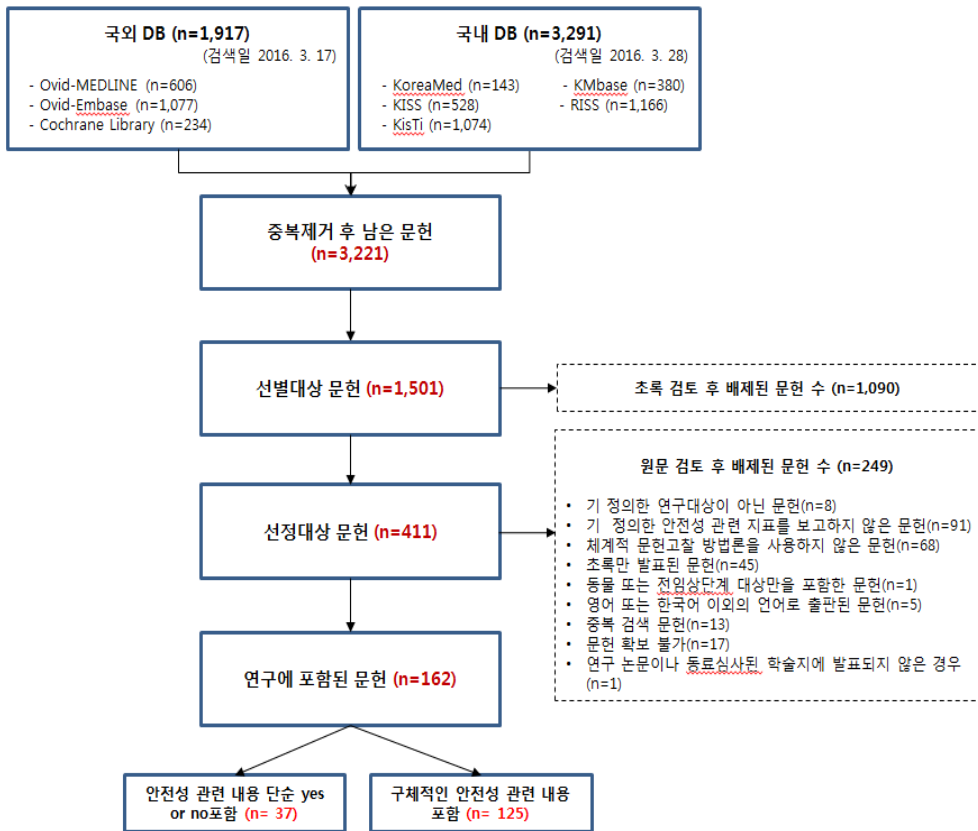 국외 DB (n=1,917)
(검색일 2016. 3. 17)
- Ovid-MEDLINE (n=606)
- Ovid-Embase (n=1,077)
- Cochrane Library (n=234)
국내 DB (n=3,291)
(검색일 2016. 3. 28)
- KoreaMed (n=143)
- KMbase (n=380)
- KISS (n=528)
- RISS (n=1,166)
- KisTi (n=1,074)
중복제거 후 남은 문헌
(n=3,221)
선별대상 문헌 (n=1,501)
초록 검토 후 배제된 문헌 수 (n=1,090)
선정대상 문헌 (n=411)
원문 검토 후 배제된 문헌 수 (n=249)
• 기 정의한 연구대상이 아닌 문헌(n=8)
• 기 정의한 안전성 관련 지표를 보고하지 않은 문헌(n=91)
• 체계적 문헌고찰 방법론을 사용하지 않은 문헌(n=68)
• 초록만 발표된 문헌(n=45)
• 동물 또는 전임상단계 대상만을 포함한 문헌(n=1)
• 영어 또는 한국어 이외의 언어로 출판된 문헌(n=5)
• 중복 검색 문헌(n=13)
• 문헌 확보 불가(n=17)
• 연구 논문이나 동료심사된 학술지에 발표되지 않은 경우
(n=1)
연구에 포함된 문헌 (n=162)
안전성 관련 내용 단순 yes
or no포함 (n= 37)
구체적인 안전성 관련 내용
포함 (n= 125)